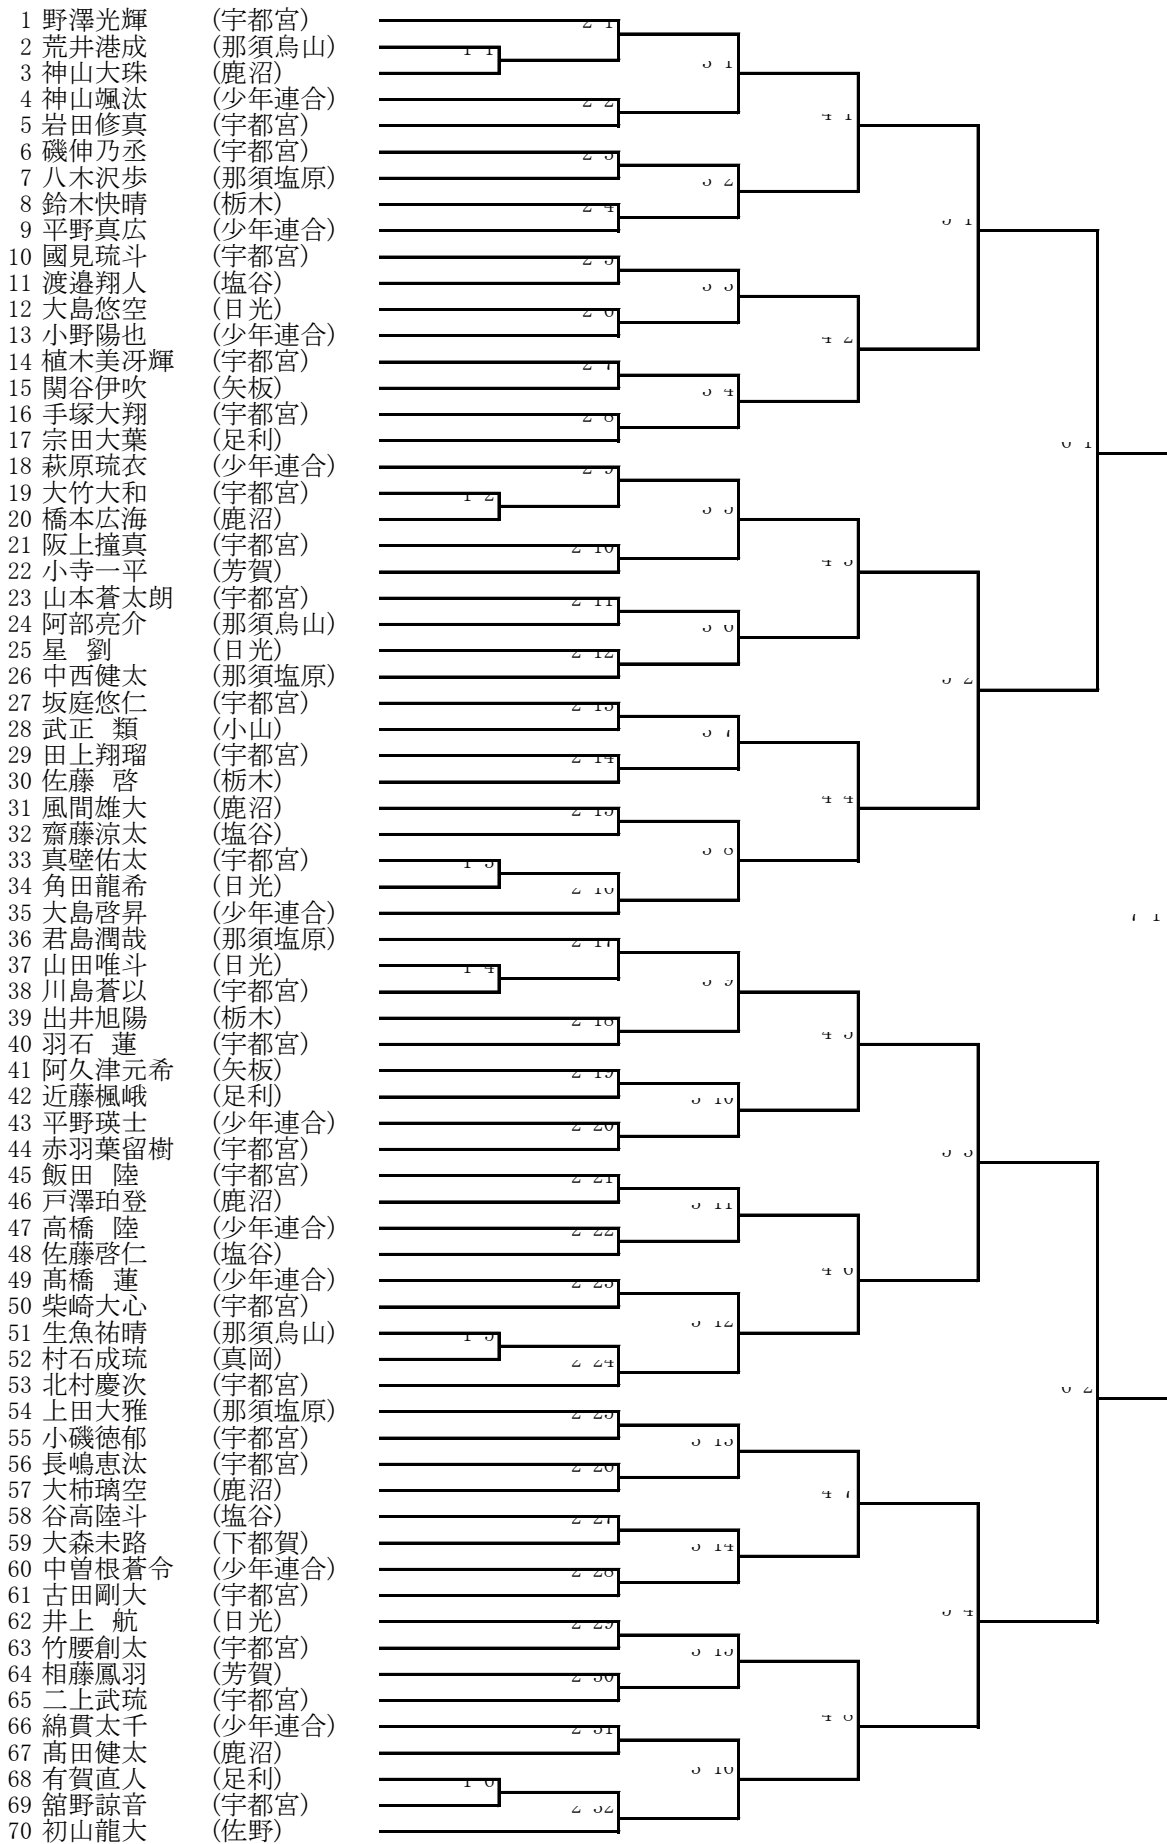 1 野澤光輝 (宇都宮)
2 荒井港成 (那須烏山)
3 神山大珠 (鹿沼)
4 神山颯汰 (少年連合)
5 岩田修真 (宇都宮)
6 磯伸乃丞 (宇都宮)
7 八木沢歩 (那須塩原)
8 鈴木快晴 (栃木)
9 平野真広 (少年連合)
10 國見琉斗 (宇都宮)
11 渡邉翔人 (塩谷)
12 大島悠空 (日光)
13 小野陽也 (少年連合)
14 植木美冴輝 (宇都宮)
15 関谷伊吹 (矢板)
16 手塚大翔 (宇都宮)
17 宗田大葉 (足利)
18 萩原琉衣 (少年連合)
19 大竹大和 (宇都宮)
20 橋本広海 (鹿沼)
21 阪上撞真 (宇都宮)
22 小寺一平 (芳賀)
23 山本蒼太朗 (宇都宮)
24 阿部亮介 (那須烏山)
25 星 劉 (日光)
26 中西健太 (那須塩原)
27 坂庭悠仁 (宇都宮)
28 武正 類 (小山)
29 田上翔瑠 (宇都宮)
30 佐藤 啓 (栃木)
31 風間雄大 (鹿沼)
32 齋藤涼太 (塩谷)
33 真壁佑太 (宇都宮)
34 角田龍希 (日光)
35 大島啓昇 (少年連合)
36 君島潤哉 (那須塩原)
37 山田唯斗 (日光)
38 川島蒼以 (宇都宮)
39 出井旭陽 (栃木)
40 羽石 蓮 (宇都宮)
41 阿久津元希 (矢板)
42 近藤楓峨 (足利)
43 平野瑛士 (少年連合)
44 赤羽葉留樹 (宇都宮)
45 飯田 陸 (宇都宮)
46 戸澤珀登 (鹿沼)
47 高橋 陸 (少年連合)
48 佐藤啓仁 (塩谷)
49 髙橋 蓮 (少年連合)
50 柴崎大心 (宇都宮)
51 生魚祐晴 (那須烏山)
52 村石成琉 (真岡)
53 北村慶次 (宇都宮)
54 上田大雅 (那須塩原)
55 小磯徳郁 (宇都宮)
56 長嶋恵汰 (宇都宮)
57 大柿璃空 (鹿沼)
58 谷高陸斗 (塩谷)
59 大森未路 (下都賀)
60 中曽根蒼令 (少年連合)
61 古田剛大 (宇都宮)
62 井上 航 (日光)
63 竹腰創太 (宇都宮)
64 相藤鳳羽 (芳賀)
65 二上武琉 (宇都宮)
66 綿貫太千 (少年連合)
67 髙田健太 (鹿沼)
68 有賀直人 (足利)
69 舘野諒音 (宇都宮)
70 初山龍大 (佐野)